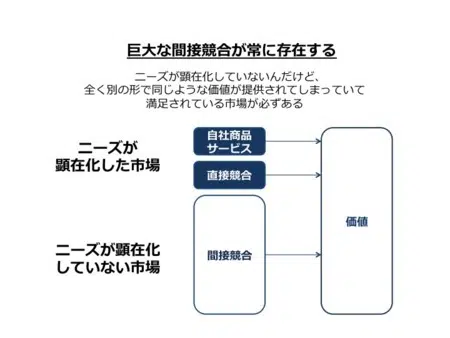 巨大な間接競合が常に存在する
ニーズが顕在化していないんだけど、
全く別の形で同じような価値が提供されてしまっていて
満足されている市場が必ずある
ニーズが
顕在化した市場
自社商品
サービス
直接競合
価値
ニーズが顕在化
していない市場
間接競合